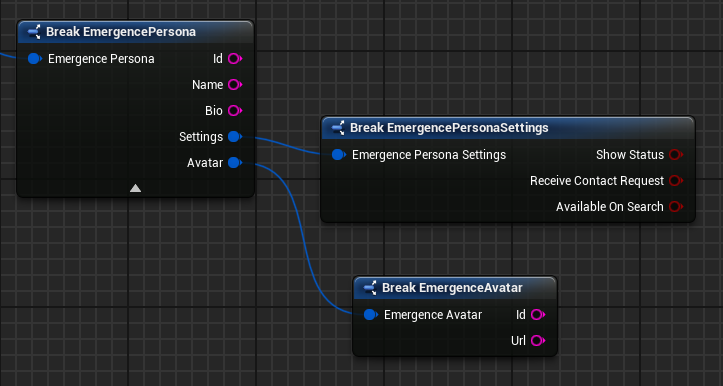 Break EmergencePersona
Emergence Persona Id
Name
Bio
Settings
Avatar
Break EmergencePersonaSettings
Emergence Persona Settings Show Status
Receive Contact Request
Available On Search
Break EmergenceAvatar
Emergence Avatar Id
Url